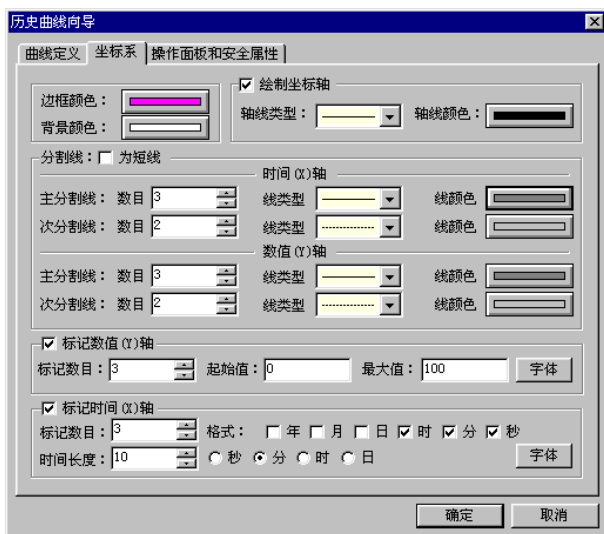 历史曲线向导
曲线定义 坐标系 操作面板和安全属性
边框颜色：
背景颜色：
绘制坐标轴
轴线类型： 轴线颜色：
分割线： 为短线
时间(X)轴
主分割线： 数目 3 线类型 线颜色
次分割线： 数目 2 线类型 线颜色
数值(Y)轴
主分割线： 数目 3 线类型 线颜色
次分割线： 数目 2 线类型 线颜色
标记数值(Y)轴
标记数目： 3 起始值： 0 最大值： 100 字体
标记时间(X)轴
标记数目： 3 格式： 年 月 日 时 分 秒
时间长度： 10 秒 分 时 日 字体
确定 取消